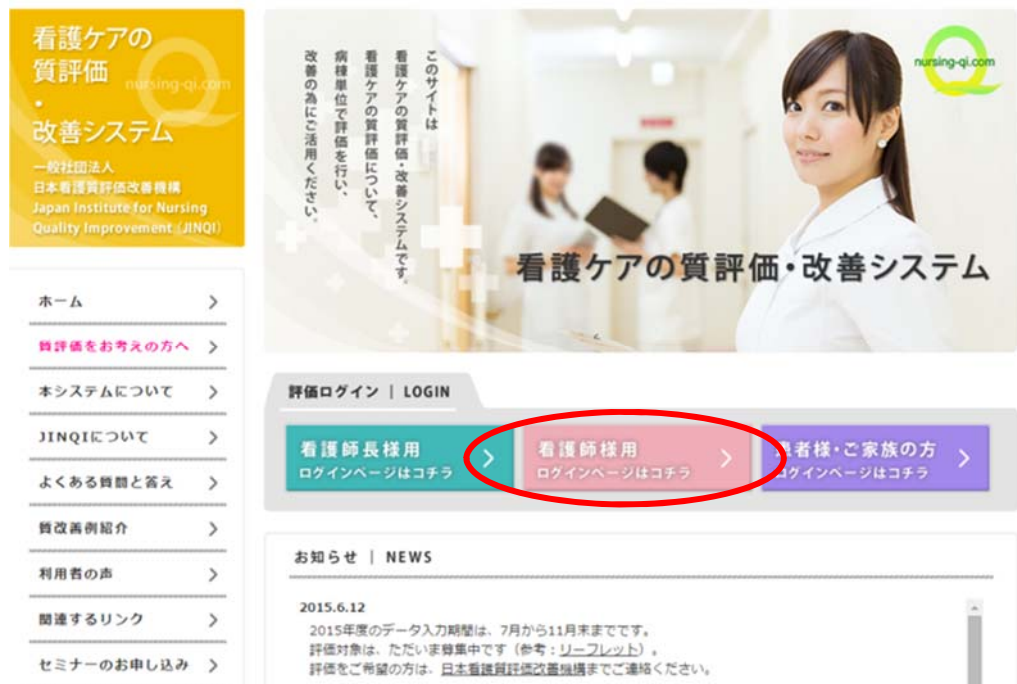 看護ケアの
質評価
・
改善システム
nursing-qi.com
一般社団法人
日本看護質評価改善機構
Japan Institute for Nursing
Quality Improvement (JINQI)
このサイトは
看護ケアの質評価・改善システムです。
看護ケアの質評価について、
病棟単位で評価を行い、
改善の為にご活用ください。
nursing-qi.com
看護ケアの質評価・改善システム
ホーム
質評価をお考えの方へ
本システムについて
JINQIについて
よくある質問と答え
質改善例紹介
利用者の声
関連するリンク
セミナーのお申し込み
評価ログイン | LOGIN
看護師長様用
ログインページはコチラ
看護師様用
ログインページはコチラ
患者様・ご家族の方
ログインページはコチラ
お知らせ | NEWS
2015.6.12
2015年度のデータ入力期間は、7月から11月末までです。
評価対象は、ただいま募集中です（参考：リーフレット）。
評価をご希望の方は、日本看護質評価改善機構までご連絡ください。